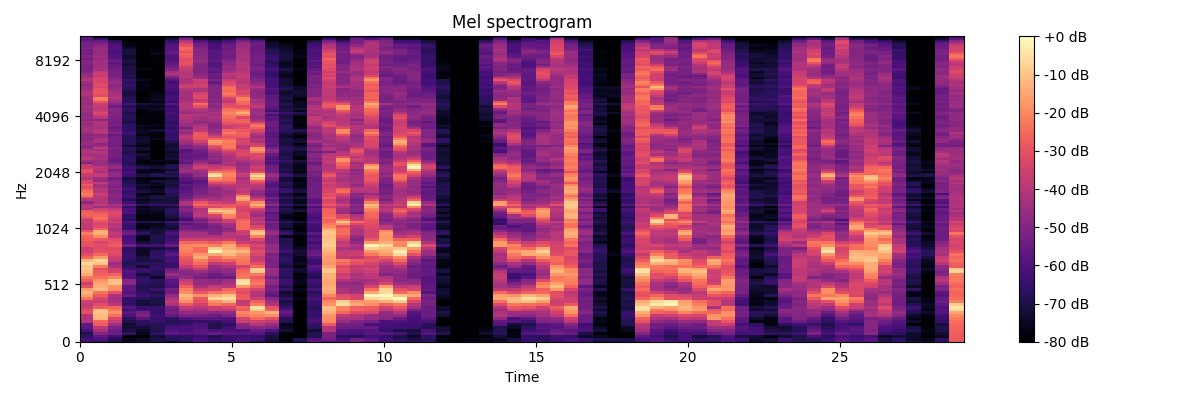 Mel spectrogram
Hz
8192
4096
2048
1024
512
0
0 5 10 15 20 25
Time
+0 dB
-10 dB
-20 dB
-30 dB
-40 dB
-50 dB
-60 dB
-70 dB
-80 dB